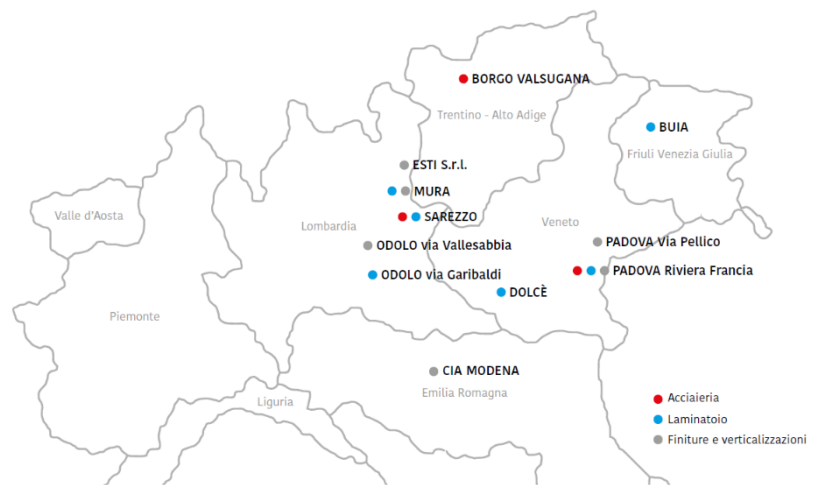 BORGO VALSUGANA
Trentino - Alto Adige
BUIA
Friuli Venezia Giulia
ESTI S.r.l.
MURA
Valle d'Aosta
Lombardia
SAREZZO
Veneto
ODOLO via Vallesabbia
PADOVA Via Pellico
ODOLO via Garibaldi
PADOVA Riviera Francia
DOLCÈ
Piemonte
CIA MODENA
Emilia Romagna
Liguria
Acciaieria
Laminatoio
Finiture e verticalizzazioni